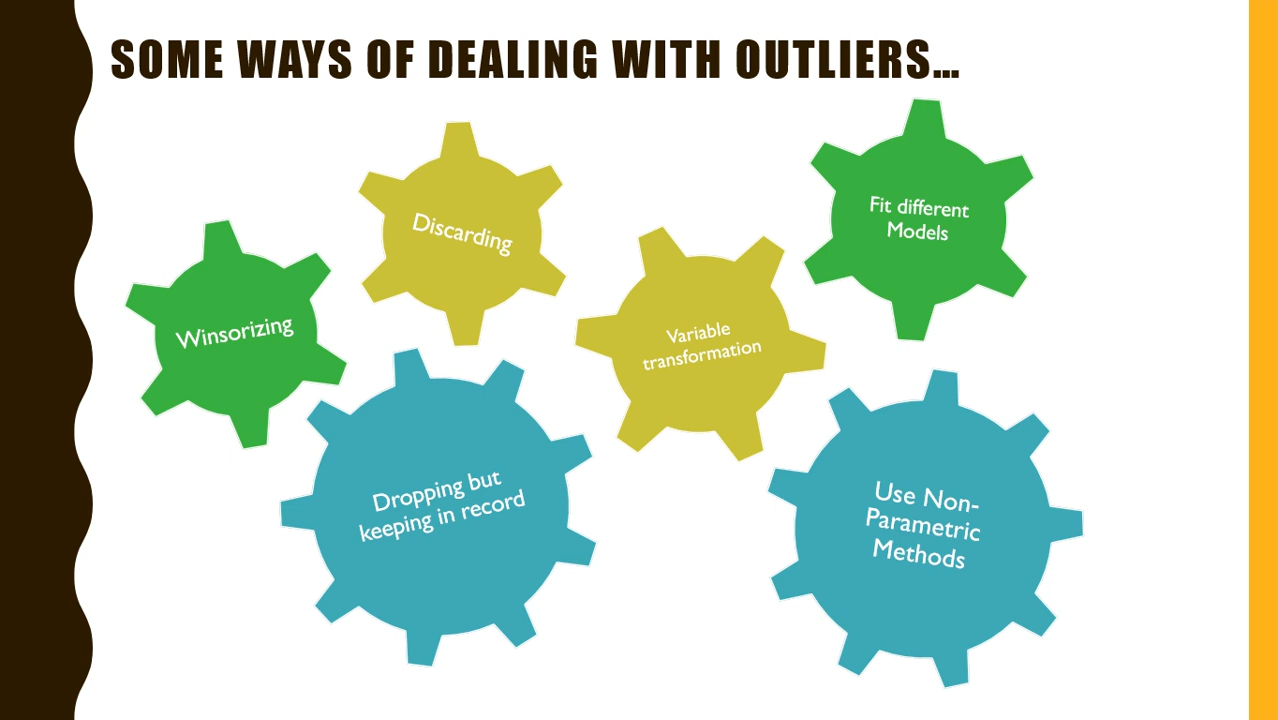 SOME WAYS OF DEALING WITH OUTLIERS...
Discarding
Fit different
Models
Winsorizing
Variable
transformation
Dropping but
keeping in record
Use Non-
Parametric
Methods